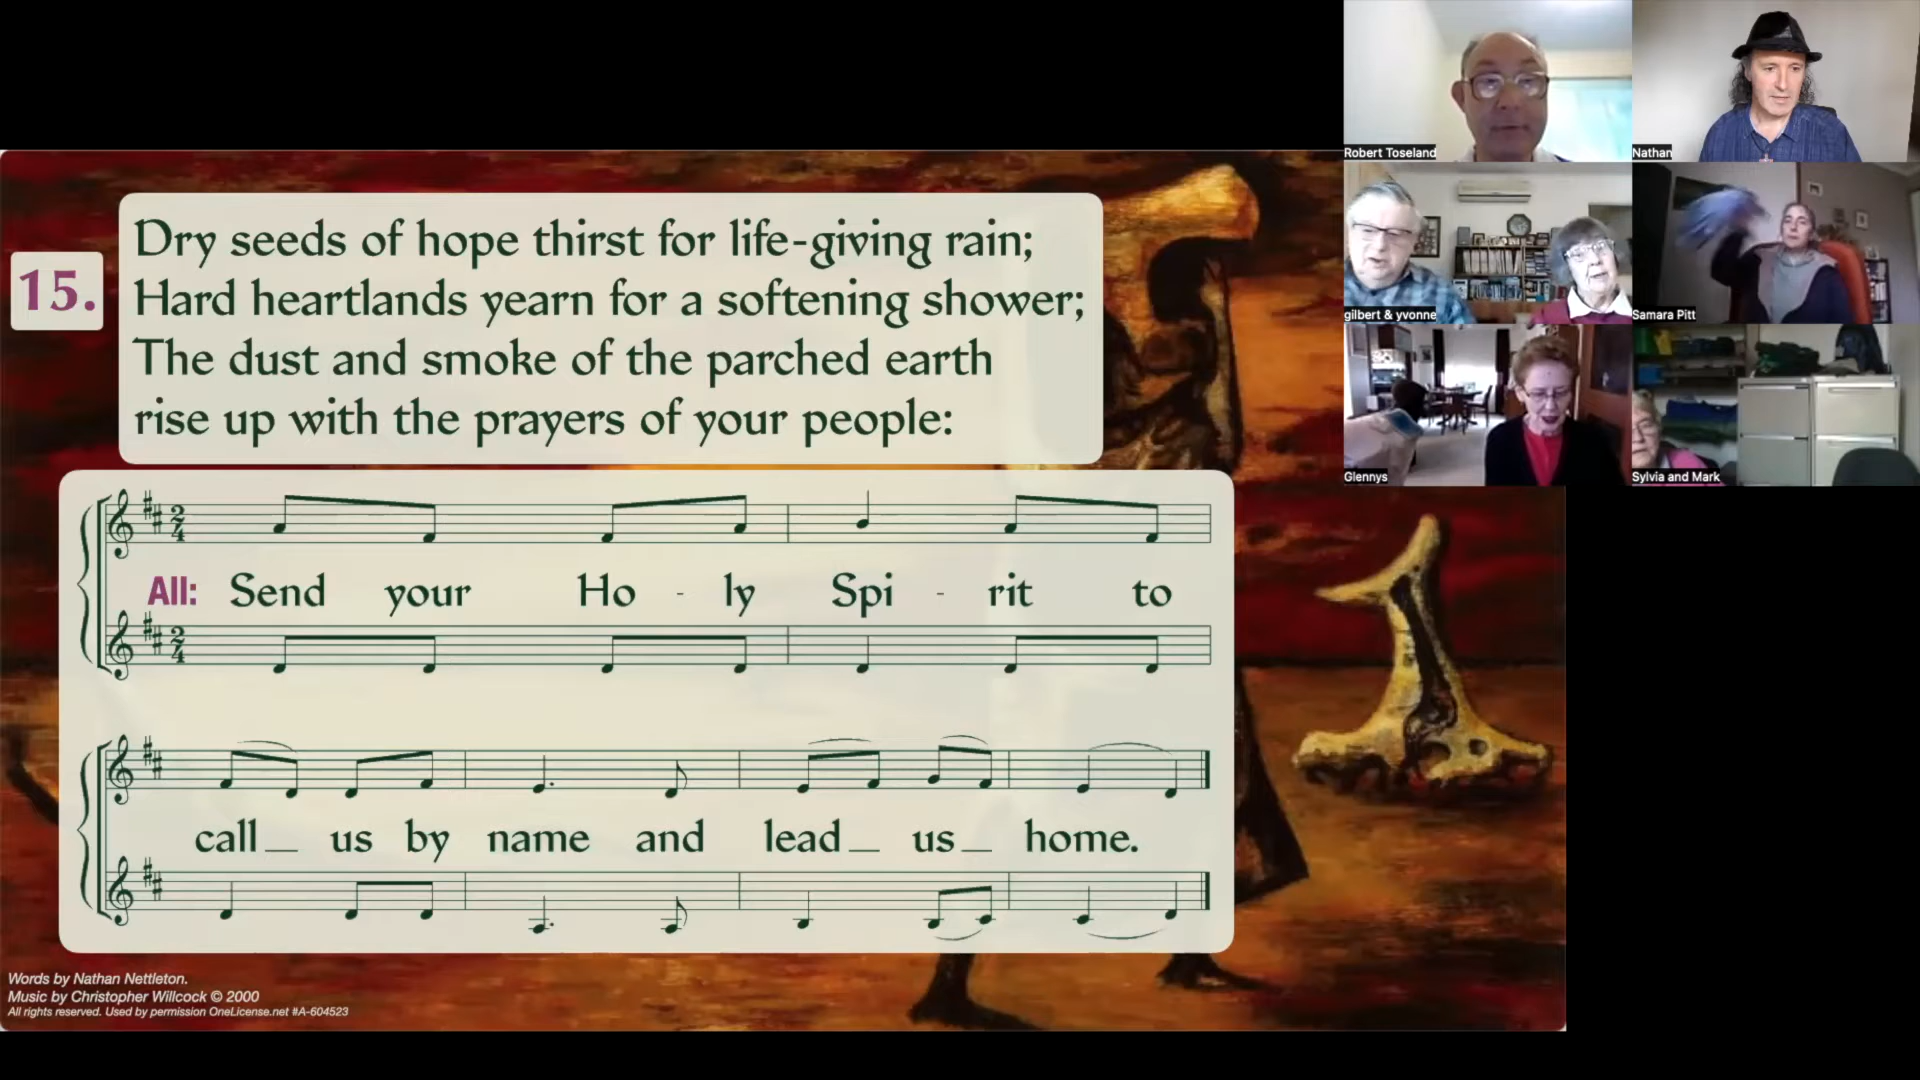 15.
Dry seeds of hope thirst for life-giving rain;
Hard heartlands yearn for a softening shower;
The dust and smoke of the parched earth
rise up with the prayers of your people:
All: Send your Ho - ly Spi - rit to
call us by name and lead us home.
Words by Nathan Nettleton.
Music by Christopher Willcock © 2000
All rights reserved. Used by permission OneLicense.net #A-604523
Robert Toseland
Nathan
gilbert & yvonne
Samara Pitt
Glennys
Sylvia and Mark